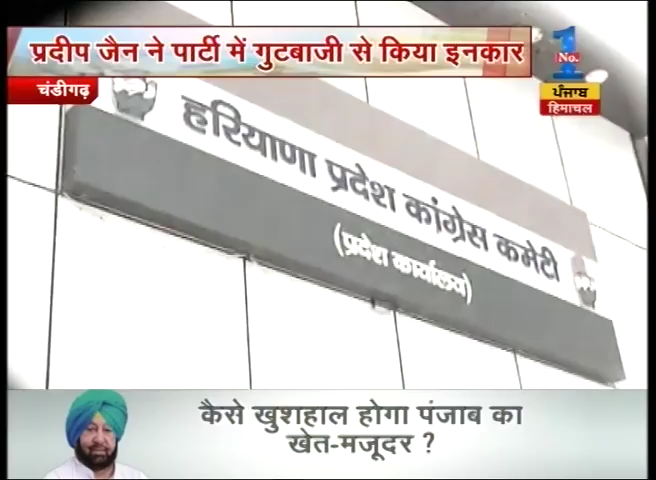 प्रदीप जैन ने पार्टी में गुटबाजी से किया इनकार
No. 1
ਪੰਜਾਬ
हिमाचल
चंडीगढ़
हरियाणा प्रदेश कांग्रेस कमेटी
(प्रदेश कार्यालय)
कैसे खुशहाल होगा पंजाब का
खेत-मजूदर ?